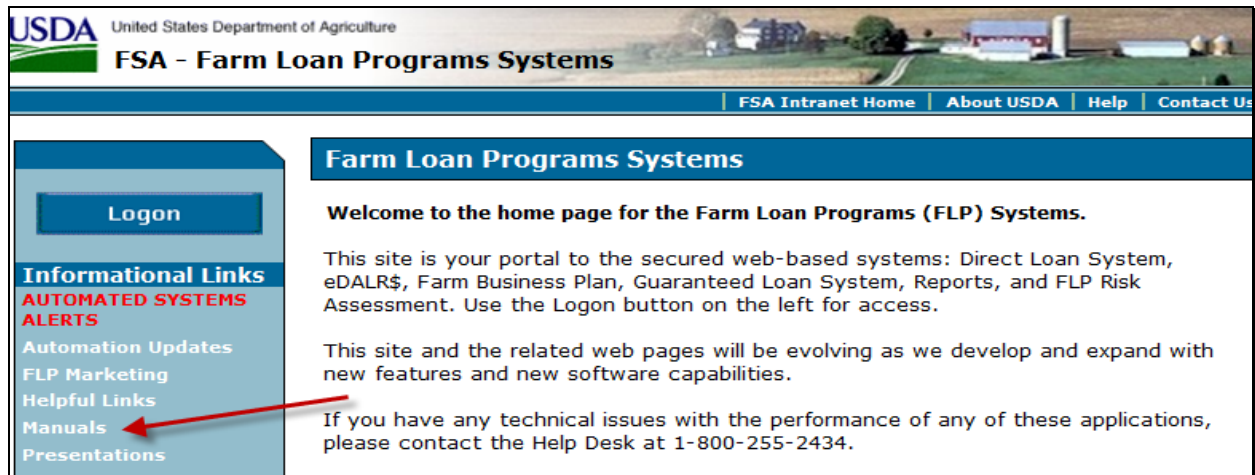 USDA
United States Department of Agriculture
FSA - Farm Loan Programs Systems
FSA Intranet Home | About USDA | Help | Contact Us
Logon
Informational Links
AUTOMATED SYSTEMS
ALERTS
Automation Updates
FLP Marketing
Helpful Links
Manuals
Presentations
Farm Loan Programs Systems
Welcome to the home page for the Farm Loan Programs (FLP) Systems.
This site is your portal to the secured web-based systems: Direct Loan System,
eDALR$, Farm Business Plan, Guaranteed Loan System, Reports, and FLP Risk
Assessment. Use the Logon button on the left for access.
This site and the related web pages will be evolving as we develop and expand with
new features and new software capabilities.
If you have any technical issues with the performance of any of these applications,
please contact the Help Desk at 1-800-255-2434.